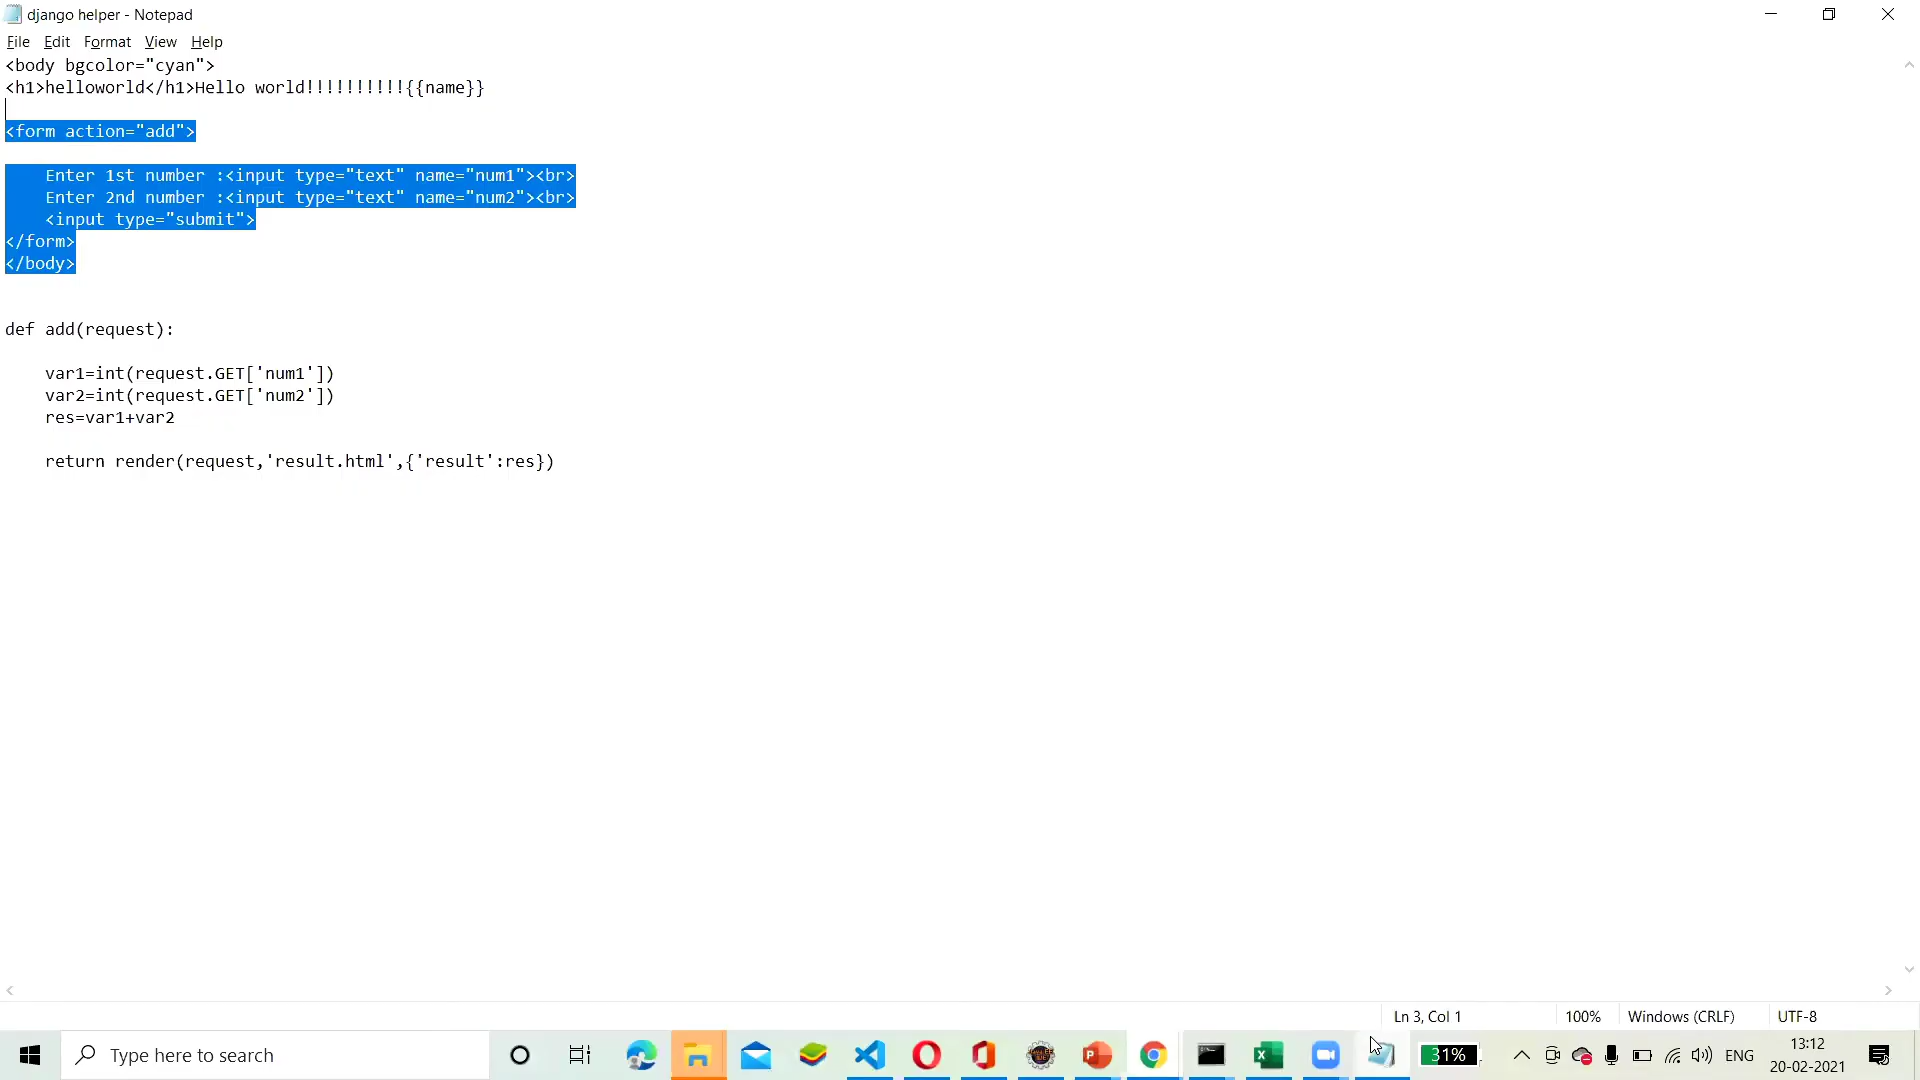 django helper - Notepad
File Edit Format View Help
<body bgcolor="cyan">
<h1>helloworld</h1>Hello world!!!!!!!!!!{{name}}
<form action="add">
Enter 1st number :<input type="text" name="num1"><br>
Enter 2nd number :<input type="text" name="num2"><br>
<input type="submit">
</form>
</body>
def add(request):
var1=int(request.GET['num1'])
var2=int(request.GET['num2'])
res=var1+var2
return render(request,'result.html',{'result':res})
Ln 3, Col 1 100% Windows (CRLF) UTF-8
Type here to search
31%
ENG
13:12
20-02-2021